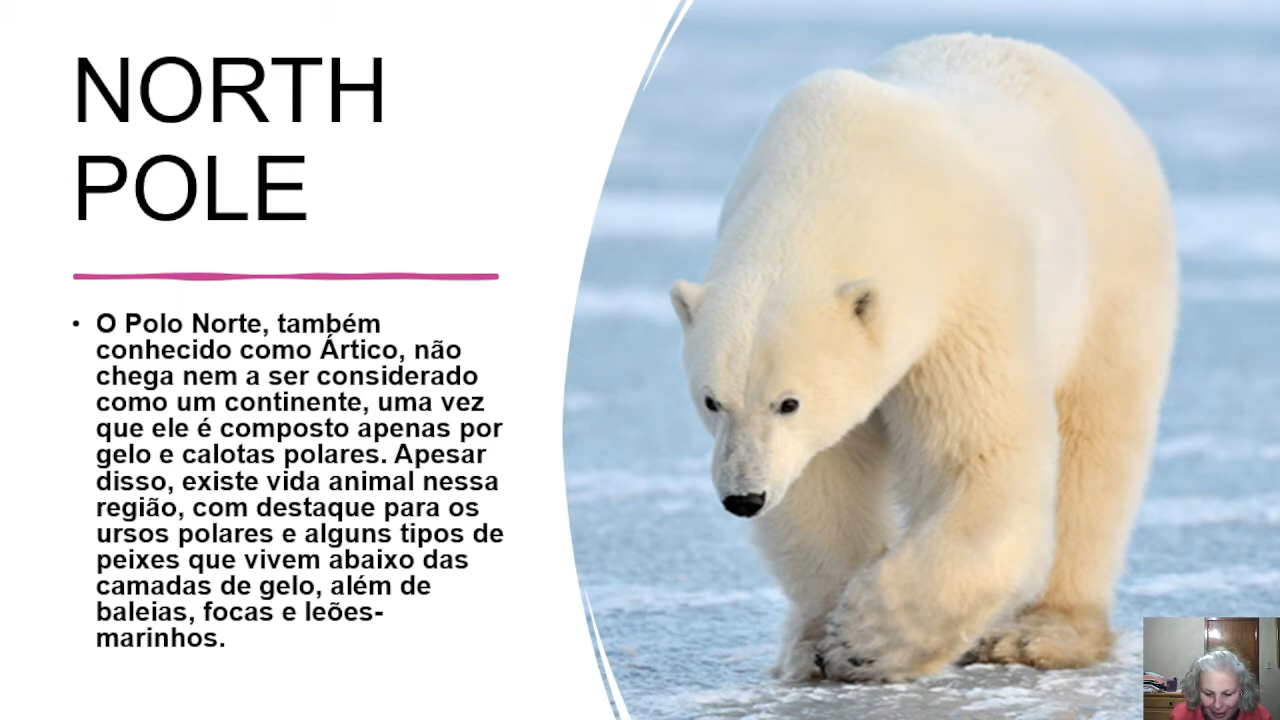 NORTH
POLE
• O Polo Norte, também
conhecido como Ártico, não
chega nem a ser considerado
como um continente, uma vez
que ele é composto apenas por
gelo e calotas polares. Apesar
disso, existe vida animal nessa
região, com destaque para os
ursos polares e alguns tipos de
peixes que vivem abaixo das
camadas de gelo, além de
baleias, focas e leões-
marinhos.